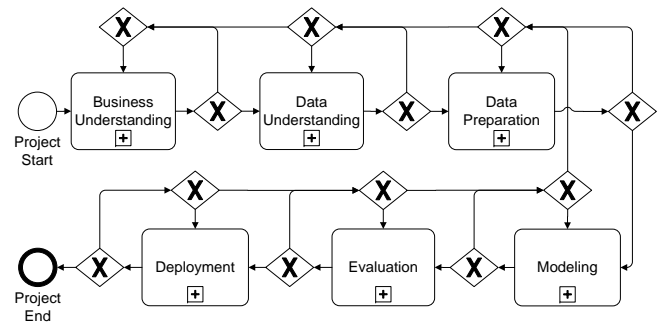 X
X
X
Business
Understanding
+
X
Data
Understanding
+
X
Data
Preparation
+
X
Project
Start
X
X
X
Project
End
X
Deployment
+
X
Evaluation
+
X
Modeling
+